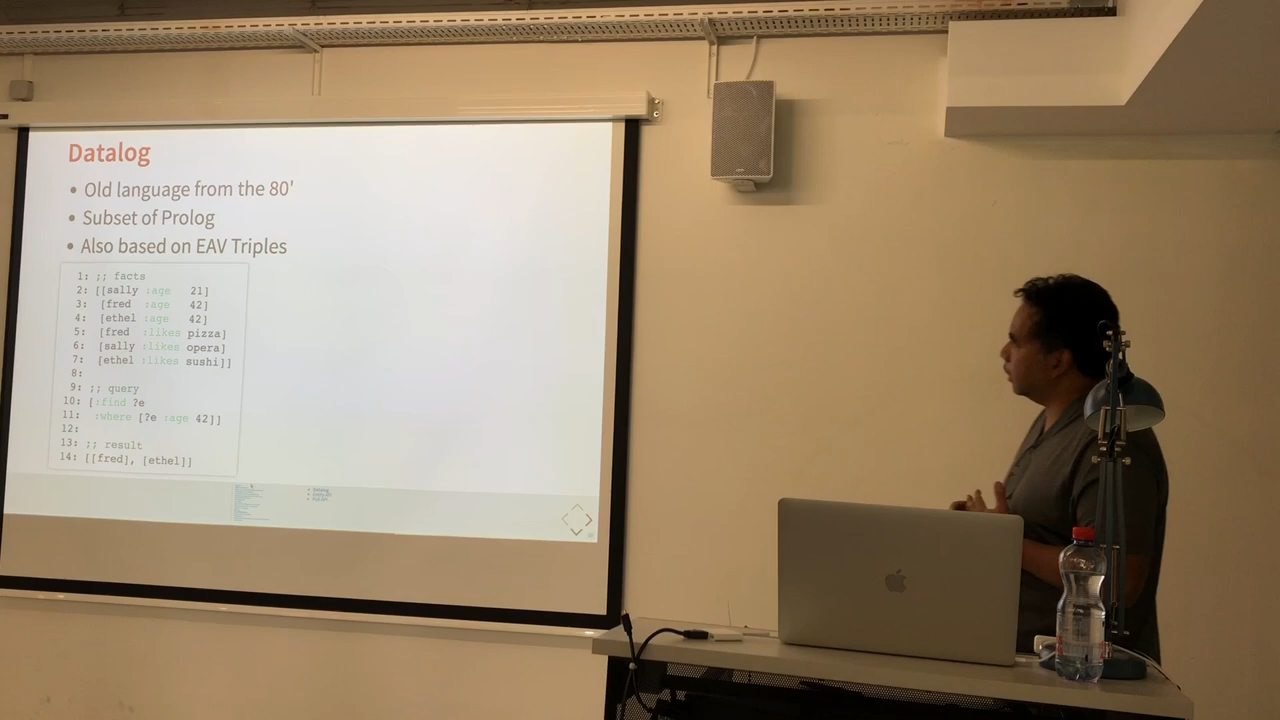 Datalog
• Old language from the 80'
• Subset of Prolog
• Also based on EAV Triples
1: ;; facts
2: [[sally :age 21]
3: [fred :age 42]
4: [ethel :age 42]
5: [fred :likes pizza]
6: [sally :likes opera]
7: [ethel :likes sushi]]
8:
9: ;; query
10: [:find ?e
11: :where [?e :age 42]]
12:
13: ;; result
14: [[fred], [ethel]]
Datalog